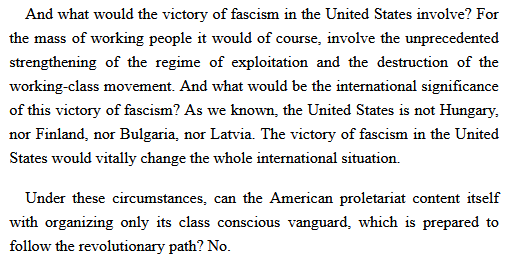 And what would the victory of fascism in the United States involve? For
the mass of working people it would of course, involve the unprecedented
strengthening of the regime of exploitation and the destruction of the
working-class movement. And what would be the international significance
of this victory of fascism? As we known, the United States is not Hungary,
nor Finland, nor Bulgaria, nor Latvia. The victory of fascism in the United
States would vitally change the whole international situation.
Under these circumstances, can the American proletariat content itself
with organizing only its class conscious vanguard, which is prepared to
follow the revolutionary path? No.